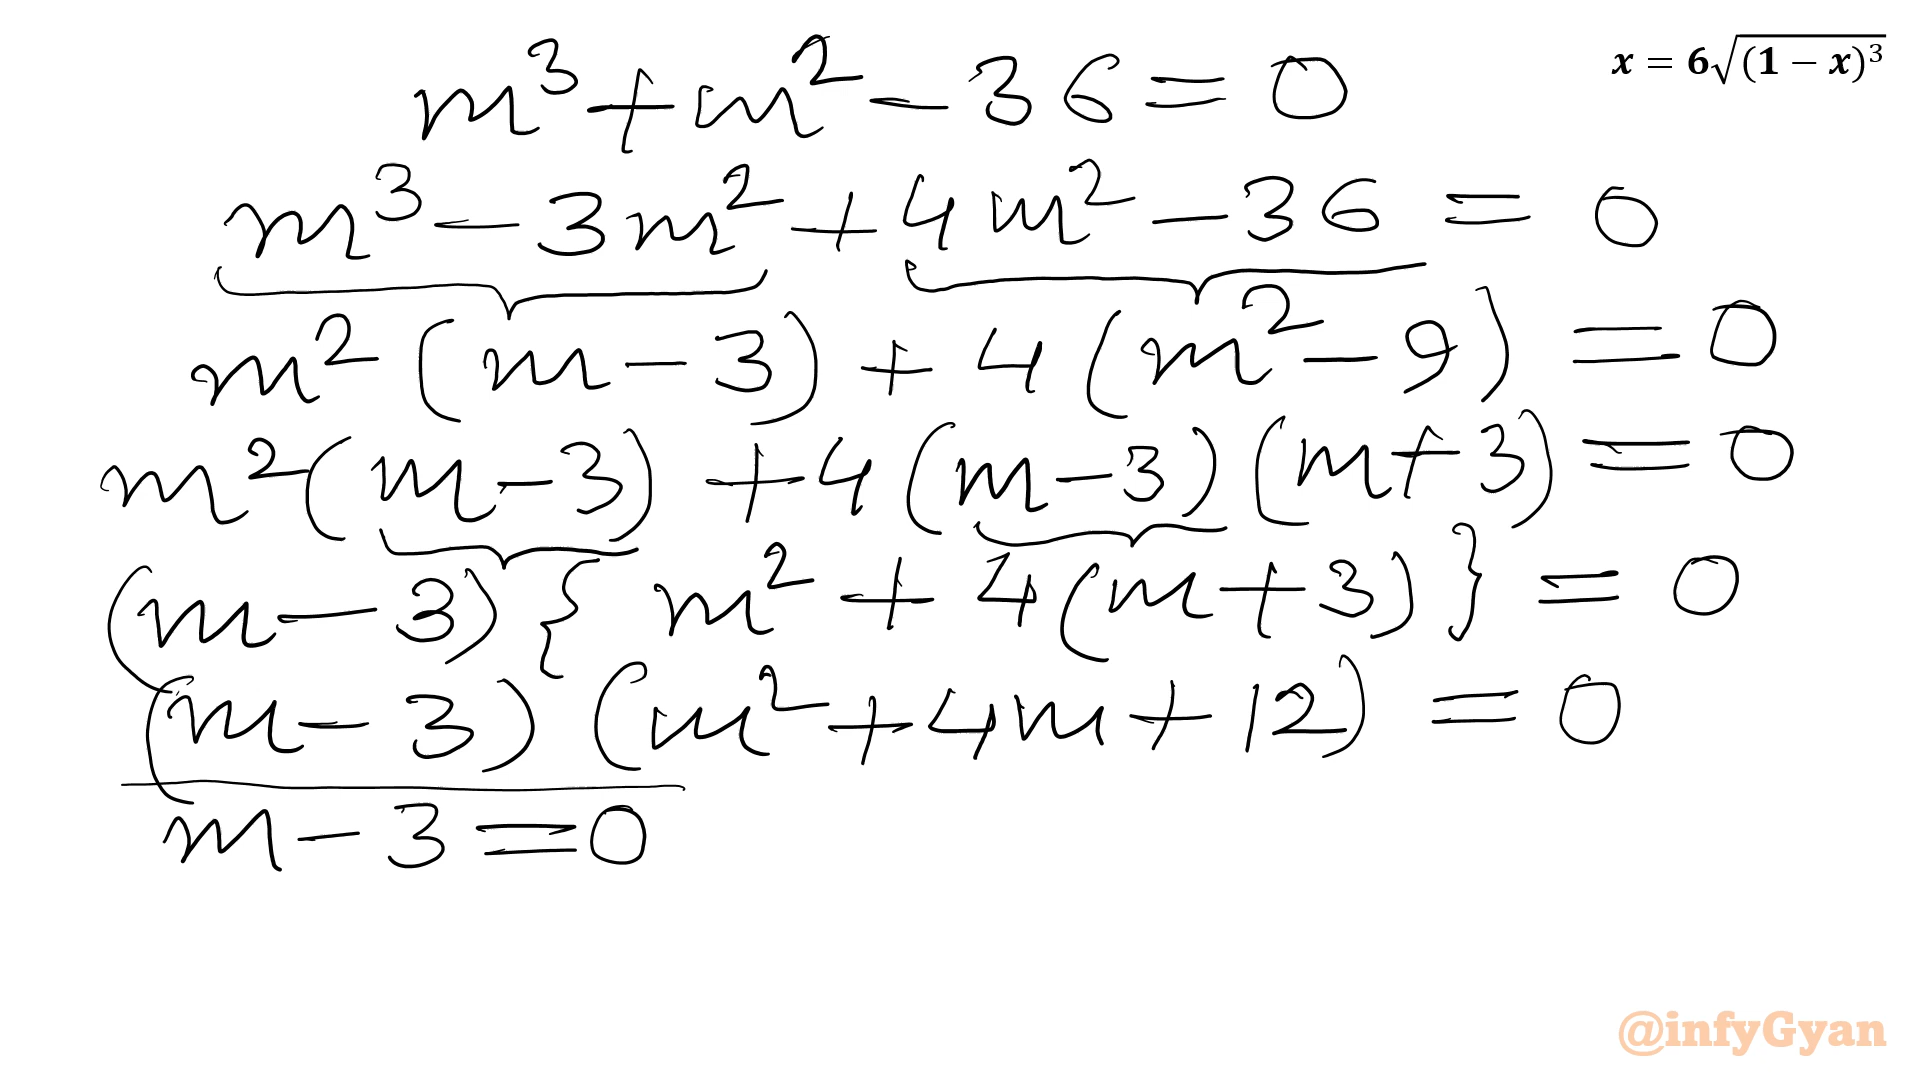 x = 6√(1 − x)³
m³ + m² − 36 = 0
m³ − 3m² + 4m² − 36 = 0
m² (m − 3) + 4 (m² − 9) = 0
m² (m − 3) + 4 (m − 3) (m + 3) = 0
(m − 3) { m² + 4 (m + 3) } = 0
(m − 3) (m² + 4m + 12) = 0
m − 3 = 0
@infyGyan